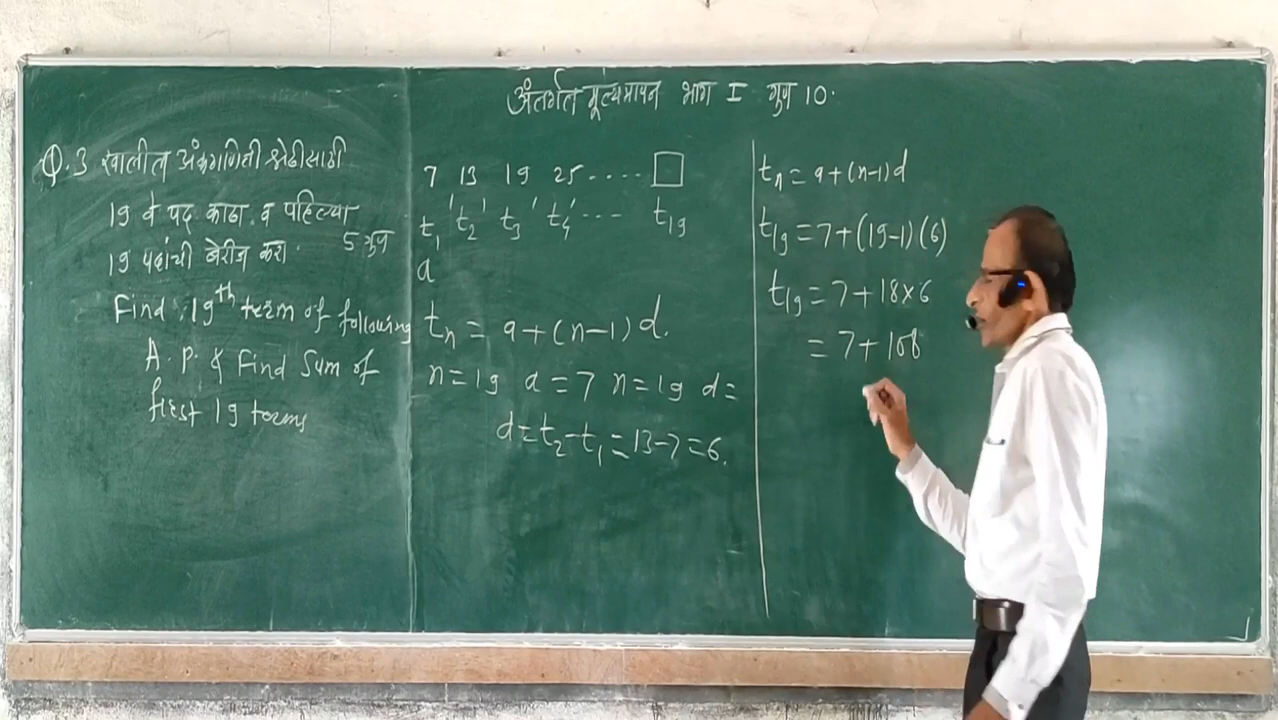 अंतर्गत मूल्यमापन भाग I गुण 10.
Q.3 खालील अंकगणिती श्रेढीसाठी
19 वे पद काढा व पहिल्या
19 पदांची बेरीज करा. 5 गुण
Find 19th term of following
A.P. & Find Sum of
first 19 terms
7 13 19 25 ..... □
t₁, t₂, t₃, t₄ ... t₁₉
a
tₙ = a+(n-1) d.
n=19 a=7 n=19 d=
d=t₂-t₁=13-7=6.
tₙ = a+(n-1)d
t₁₉ = 7+(19-1)(6)
t₁₉ = 7+18×6
= 7+108